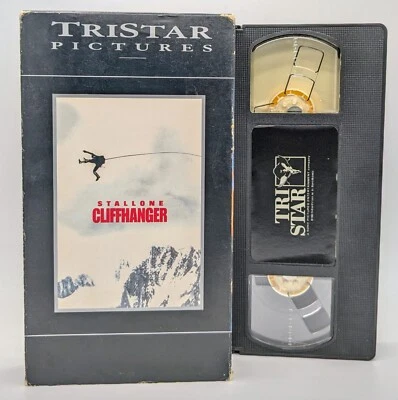 TRISTAR
PICTURES
STALLONE
CLIFFHANGER
TRI
STAR